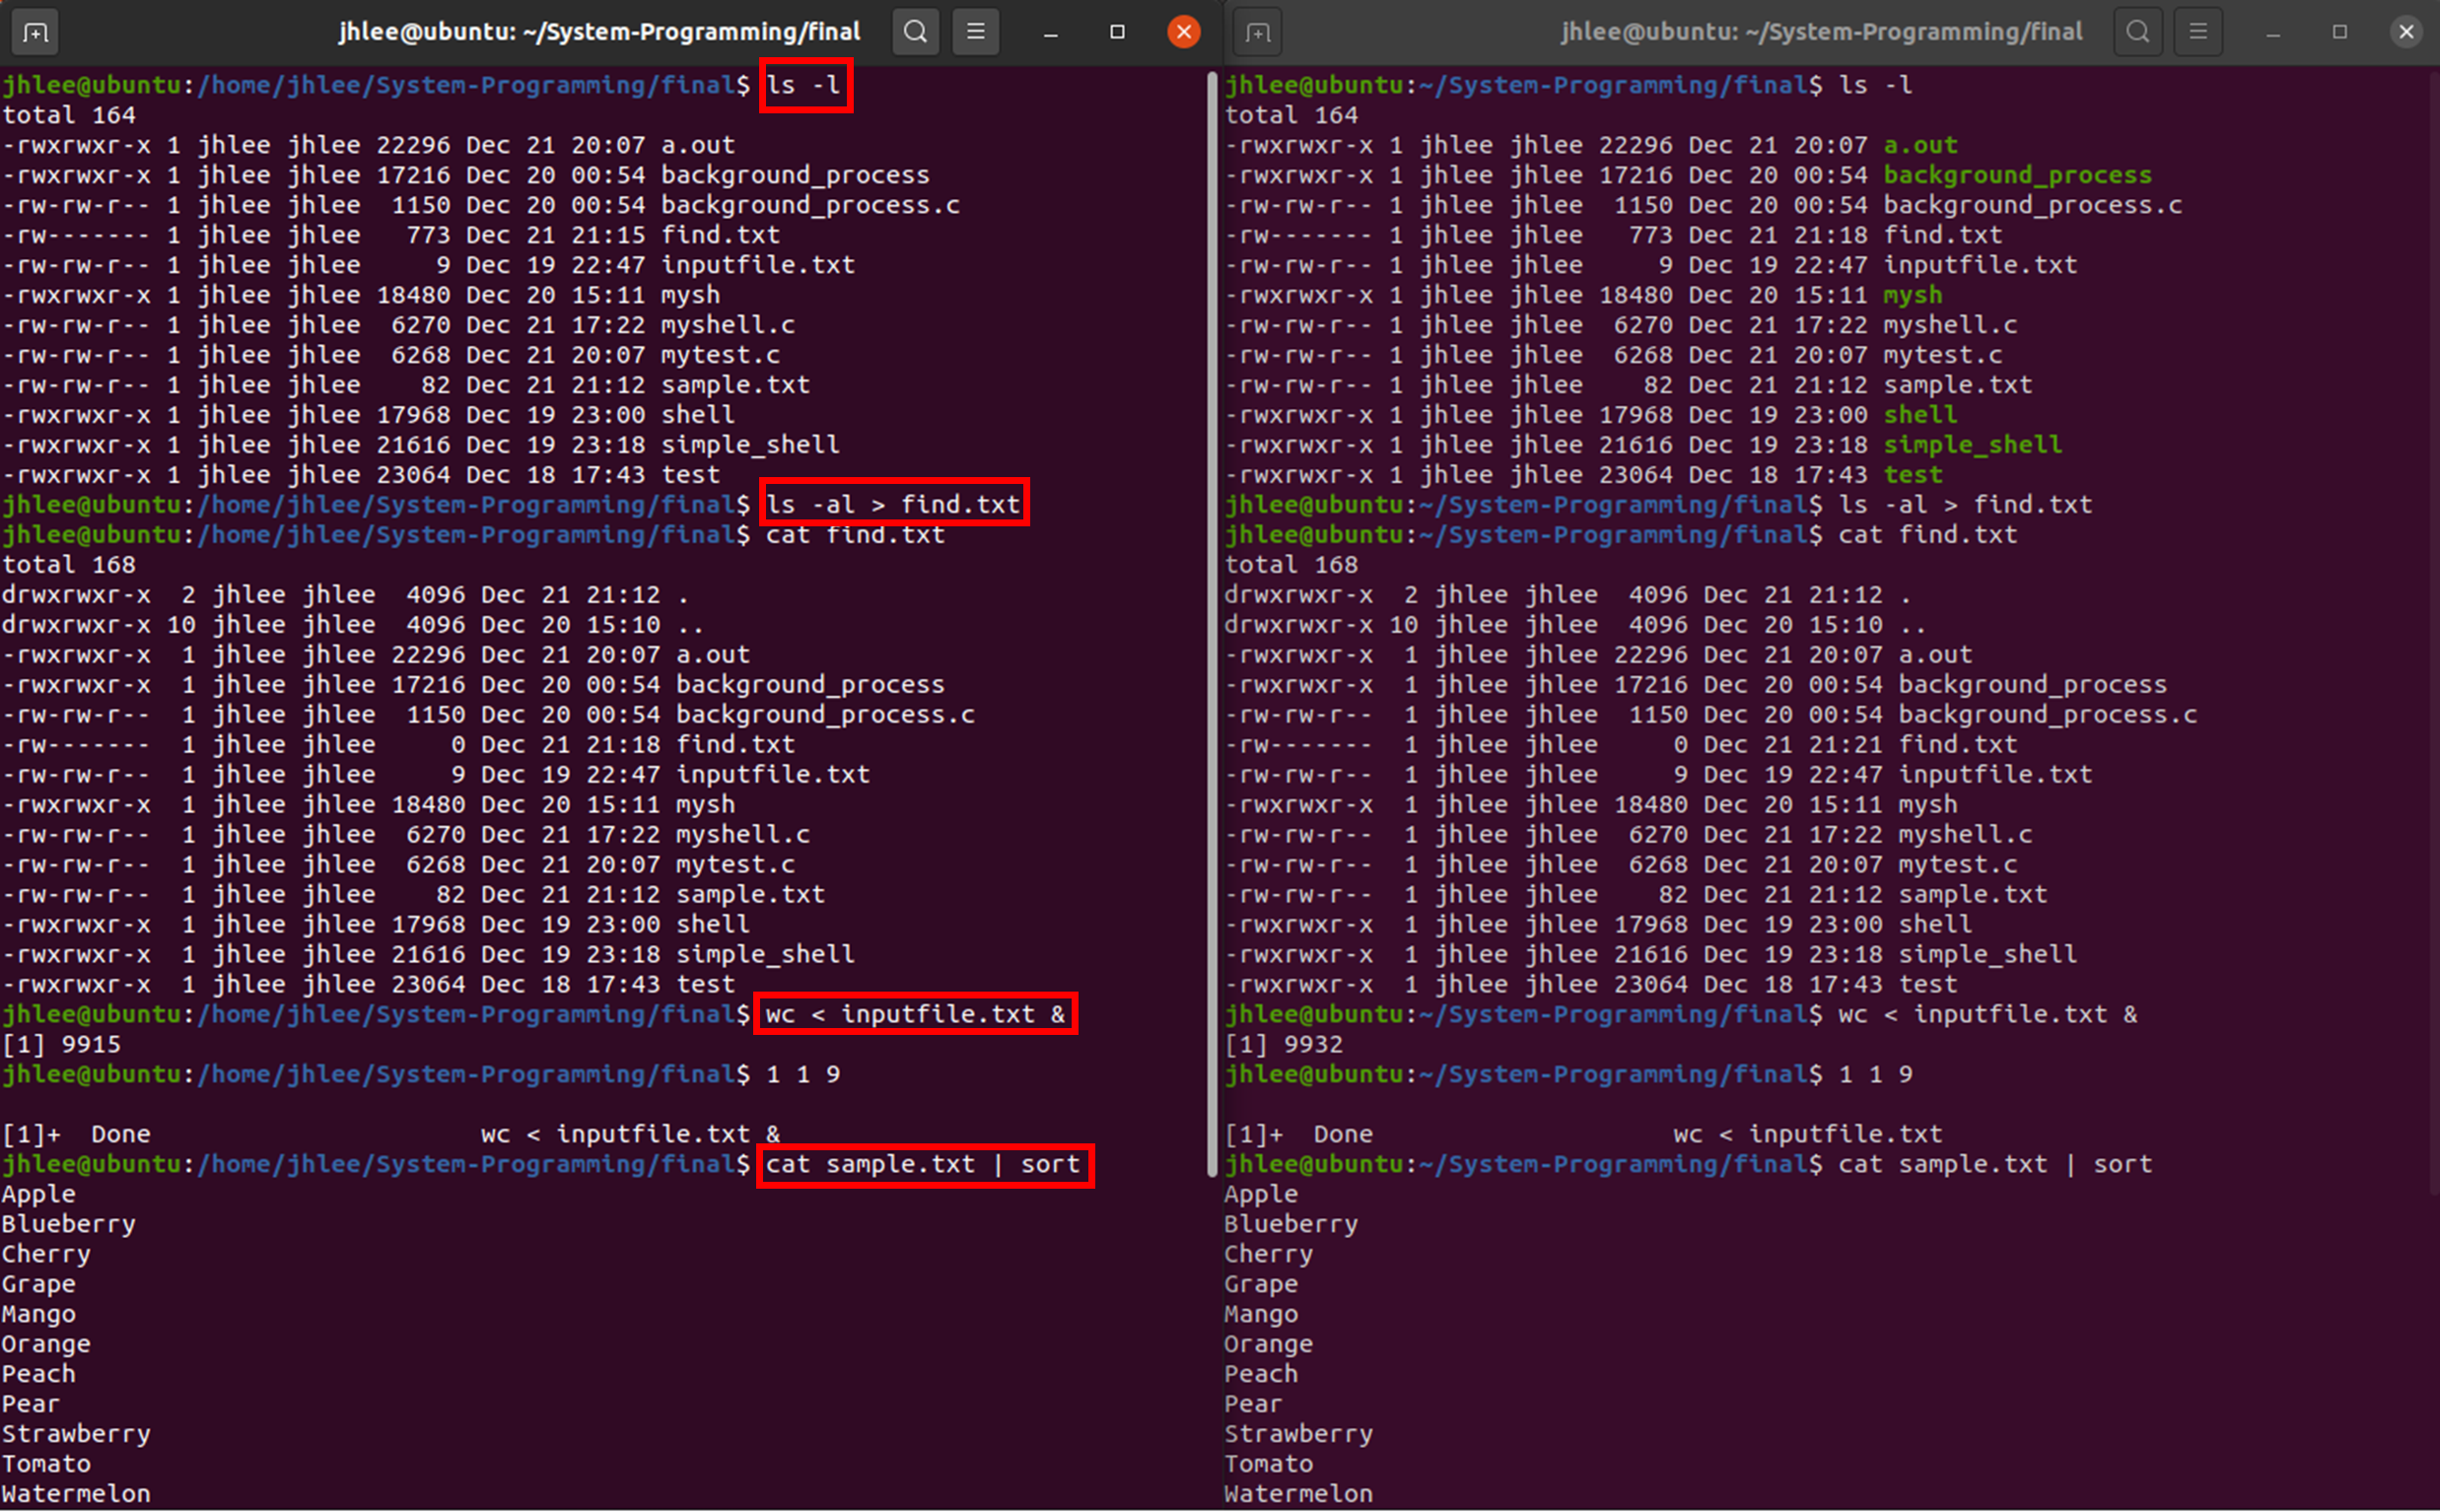 jhlee@ubuntu: ~/System-Programming/final
jhlee@ubuntu:/home/jhlee/System-Programming/final$ ls -l
total 164
-rwxrwxr-x 1 jhlee jhlee 22296 Dec 21 20:07 a.out
-rwxrwxr-x 1 jhlee jhlee 17216 Dec 20 00:54 background_process
-rw-rw-r-- 1 jhlee jhlee  1150 Dec 20 00:54 background_process.c
-rw------- 1 jhlee jhlee   773 Dec 21 21:15 find.txt
-rw-rw-r-- 1 jhlee jhlee     9 Dec 19 22:47 inputfile.txt
-rwxrwxr-x 1 jhlee jhlee 18480 Dec 20 15:11 mysh
-rw-rw-r-- 1 jhlee jhlee  6270 Dec 21 17:22 myshell.c
-rw-rw-r-- 1 jhlee jhlee  6268 Dec 21 20:07 mytest.c
-rw-rw-r-- 1 jhlee jhlee    82 Dec 21 21:12 sample.txt
-rwxrwxr-x 1 jhlee jhlee 17968 Dec 19 23:00 shell
-rwxrwxr-x 1 jhlee jhlee 21616 Dec 19 23:18 simple_shell
-rwxrwxr-x 1 jhlee jhlee 23064 Dec 18 17:43 test
jhlee@ubuntu:/home/jhlee/System-Programming/final$ ls -al > find.txt
jhlee@ubuntu:/home/jhlee/System-Programming/final$ cat find.txt
total 168
drwxrwxr-x  2 jhlee jhlee  4096 Dec 21 21:12 .
drwxrwxr-x 10 jhlee jhlee  4096 Dec 20 15:10 ..
-rwxrwxr-x  1 jhlee jhlee 22296 Dec 21 20:07 a.out
-rwxrwxr-x  1 jhlee jhlee 17216 Dec 20 00:54 background_process
-rw-rw-r--  1 jhlee jhlee  1150 Dec 20 00:54 background_process.c
-rw-------  1 jhlee jhlee     0 Dec 21 21:18 find.txt
-rw-rw-r--  1 jhlee jhlee     9 Dec 19 22:47 inputfile.txt
-rwxrwxr-x  1 jhlee jhlee 18480 Dec 20 15:11 mysh
-rw-rw-r--  1 jhlee jhlee  6270 Dec 21 17:22 myshell.c
-rw-rw-r--  1 jhlee jhlee  6268 Dec 21 20:07 mytest.c
-rw-rw-r--  1 jhlee jhlee    82 Dec 21 21:12 sample.txt
-rwxrwxr-x  1 jhlee jhlee 17968 Dec 19 23:00 shell
-rwxrwxr-x  1 jhlee jhlee 21616 Dec 19 23:18 simple_shell
-rwxrwxr-x  1 jhlee jhlee 23064 Dec 18 17:43 test
jhlee@ubuntu:/home/jhlee/System-Programming/final$ wc < inputfile.txt &
[1] 9915
jhlee@ubuntu:/home/jhlee/System-Programming/final$ 1 1 9
[1]+  Done                      wc < inputfile.txt &
jhlee@ubuntu:/home/jhlee/System-Programming/final$ cat sample.txt | sort
Apple
Blueberry
Cherry
Grape
Mango
Orange
Peach
Pear
Strawberry
Tomato
Watermelon
jhlee@ubuntu: ~/System-Programming/final
jhlee@ubuntu:~/System-Programming/final$ ls -l
total 164
-rwxrwxr-x 1 jhlee jhlee 22296 Dec 21 20:07 a.out
-rwxrwxr-x 1 jhlee jhlee 17216 Dec 20 00:54 background_process
-rw-rw-r-- 1 jhlee jhlee  1150 Dec 20 00:54 background_process.c
-rw------- 1 jhlee jhlee   773 Dec 21 21:18 find.txt
-rw-rw-r-- 1 jhlee jhlee     9 Dec 19 22:47 inputfile.txt
-rwxrwxr-x 1 jhlee jhlee 18480 Dec 20 15:11 mysh
-rw-rw-r-- 1 jhlee jhlee  6270 Dec 21 17:22 myshell.c
-rw-rw-r-- 1 jhlee jhlee  6268 Dec 21 20:07 mytest.c
-rw-rw-r-- 1 jhlee jhlee    82 Dec 21 21:12 sample.txt
-rwxrwxr-x 1 jhlee jhlee 17968 Dec 19 23:00 shell
-rwxrwxr-x 1 jhlee jhlee 21616 Dec 19 23:18 simple_shell
-rwxrwxr-x 1 jhlee jhlee 23064 Dec 18 17:43 test
jhlee@ubuntu:~/System-Programming/final$ ls -al > find.txt
jhlee@ubuntu:~/System-Programming/final$ cat find.txt
total 168
drwxrwxr-x  2 jhlee jhlee  4096 Dec 21 21:12 .
drwxrwxr-x 10 jhlee jhlee  4096 Dec 20 15:10 ..
-rwxrwxr-x  1 jhlee jhlee 22296 Dec 21 20:07 a.out
-rwxrwxr-x  1 jhlee jhlee 17216 Dec 20 00:54 background_process
-rw-rw-r--  1 jhlee jhlee  1150 Dec 20 00:54 background_process.c
-rw-------  1 jhlee jhlee     0 Dec 21 21:21 find.txt
-rw-rw-r--  1 jhlee jhlee     9 Dec 19 22:47 inputfile.txt
-rwxrwxr-x  1 jhlee jhlee 18480 Dec 20 15:11 mysh
-rw-rw-r--  1 jhlee jhlee  6270 Dec 21 17:22 myshell.c
-rw-rw-r--  1 jhlee jhlee  6268 Dec 21 20:07 mytest.c
-rw-rw-r--  1 jhlee jhlee    82 Dec 21 21:12 sample.txt
-rwxrwxr-x  1 jhlee jhlee 17968 Dec 19 23:00 shell
-rwxrwxr-x  1 jhlee jhlee 21616 Dec 19 23:18 simple_shell
-rwxrwxr-x  1 jhlee jhlee 23064 Dec 18 17:43 test
jhlee@ubuntu:~/System-Programming/final$ wc < inputfile.txt &
[1] 9932
jhlee@ubuntu:~/System-Programming/final$ 1 1 9
[1]+  Done                    wc < inputfile.txt
jhlee@ubuntu:~/System-Programming/final$ cat sample.txt | sort
Apple
Blueberry
Cherry
Grape
Mango
Orange
Peach
Pear
Strawberry
Tomato
Watermelon